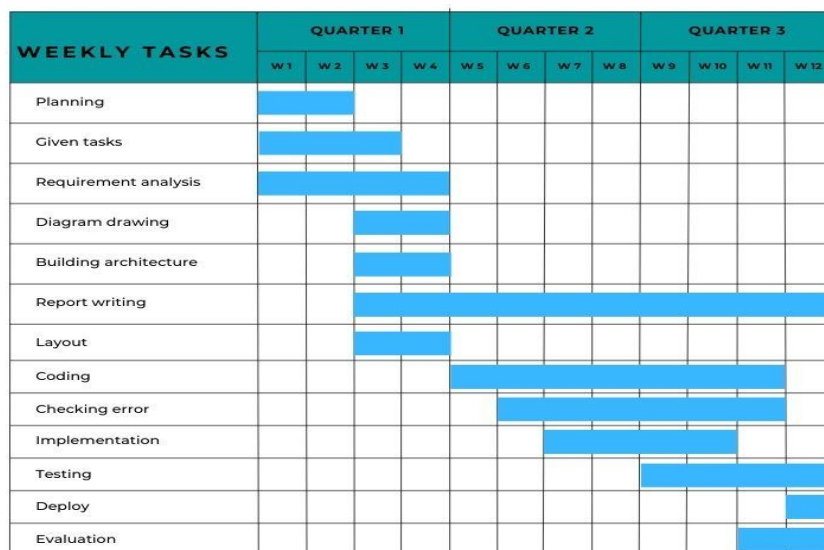 WEEKLY TASKS
QUARTER 1 QUARTER 2 QUARTER 3
W 1 W 2 W 3 W 4 W 5 W 6 W 7 W 8 W 9 W 10 W 11 W 12
Planning
Given tasks
Requirement analysis
Diagram drawing
Building architecture
Report writing
Layout
Coding
Checking error
Implementation
Testing
Deploy
Evaluation